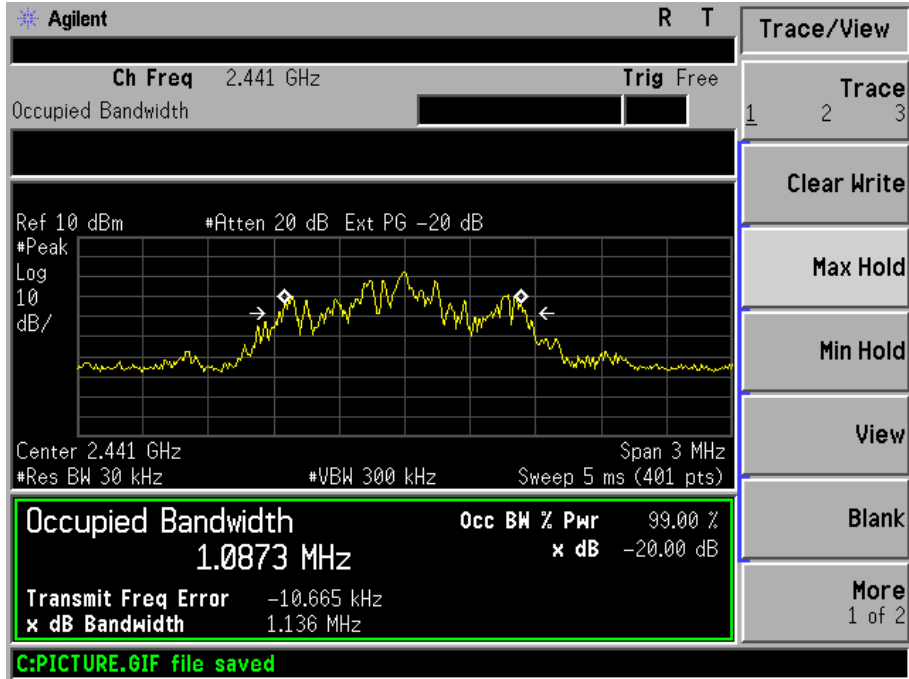 Agilent R T
Ch Freq 2.441 GHz Trig Free
Occupied Bandwidth
Ref 10 dBm #Atten 20 dB Ext PG -20 dB
#Peak
Log
10
dB/
Center 2.441 GHz Span 3 MHz
#Res BW 30 kHz #VBW 300 kHz Sweep 5 ms (401 pts)
Occupied Bandwidth Occ BW % Pwr 99.00 %
1.0873 MHz x dB -20.00 dB
Transmit Freq Error -10.665 kHz
x dB Bandwidth 1.136 MHz
C:PICTURE.GIF file saved
Trace/View
Trace
1 2 3
Clear Write
Max Hold
Min Hold
View
Blank
More
1 of 2